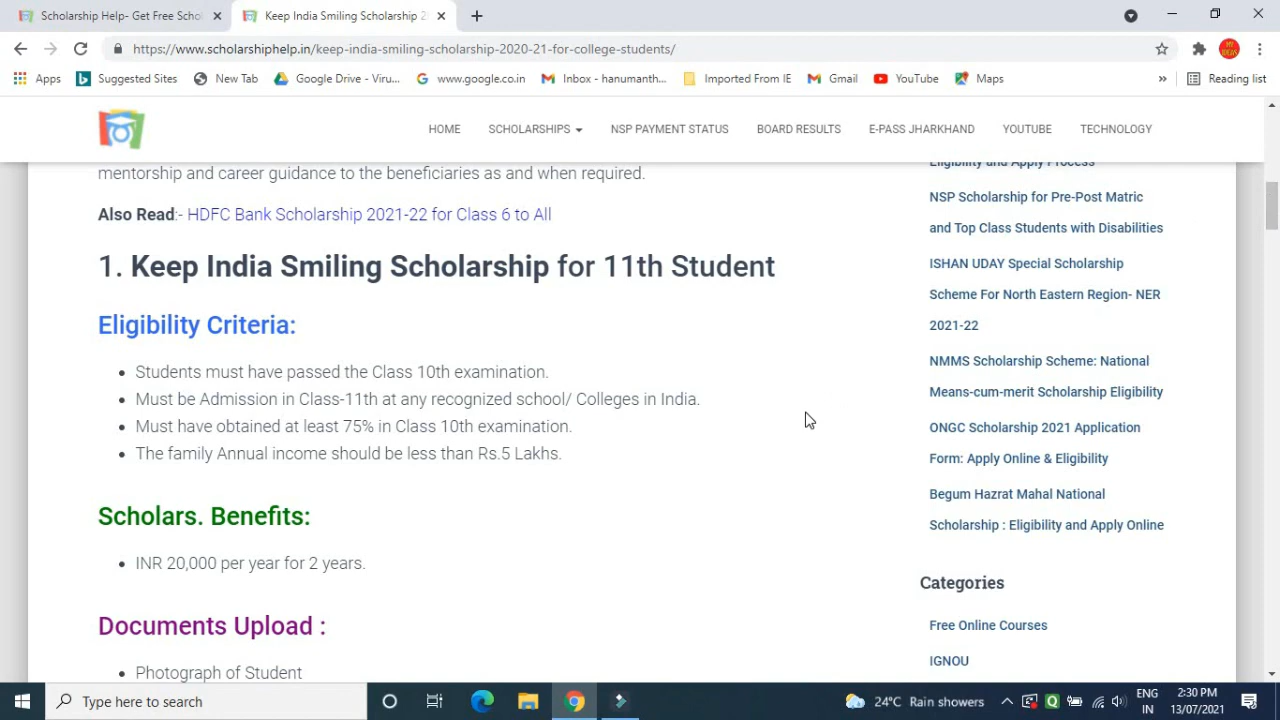 Scholarship Help- Get Free Scho
Keep India Smiling Scholarship 2
https://www.scholarshiphelp.in/keep-india-smiling-scholarship-2020-21-for-college-students/
Apps
Suggested Sites
New Tab
Google Drive - Viru...
www.google.co.in
Inbox - hanumanth...
Imported From IE
Gmail
YouTube
Maps
»
Reading list
HOME
SCHOLARSHIPS
NSP PAYMENT STATUS
BOARD RESULTS
E-PASS JHARKHAND
YOUTUBE
TECHNOLOGY
mentorship and career guidance to the beneficiaries as and when required.
Also Read:- HDFC Bank Scholarship 2021-22 for Class 6 to All
1. Keep India Smiling Scholarship for 11th Student
Eligibility Criteria:
• Students must have passed the Class 10th examination.
• Must be Admission in Class-11th at any recognized school/ Colleges in India.
• Must have obtained at least 75% in Class 10th examination.
• The family Annual income should be less than Rs.5 Lakhs.
Scholars. Benefits:
• INR 20,000 per year for 2 years.
Documents Upload :
• Photograph of Student
Eligibility and Apply Process
NSP Scholarship for Pre-Post Matric
and Top Class Students with Disabilities
ISHAN UDAY Special Scholarship
Scheme For North Eastern Region- NER
2021-22
NMMS Scholarship Scheme: National
Means-cum-merit Scholarship Eligibility
ONGC Scholarship 2021 Application
Form: Apply Online & Eligibility
Begum Hazrat Mahal National
Scholarship : Eligibility and Apply Online
Categories
Free Online Courses
IGNOU
Type here to search
24°C Rain showers
ENG
IN
2:30 PM
13/07/2021